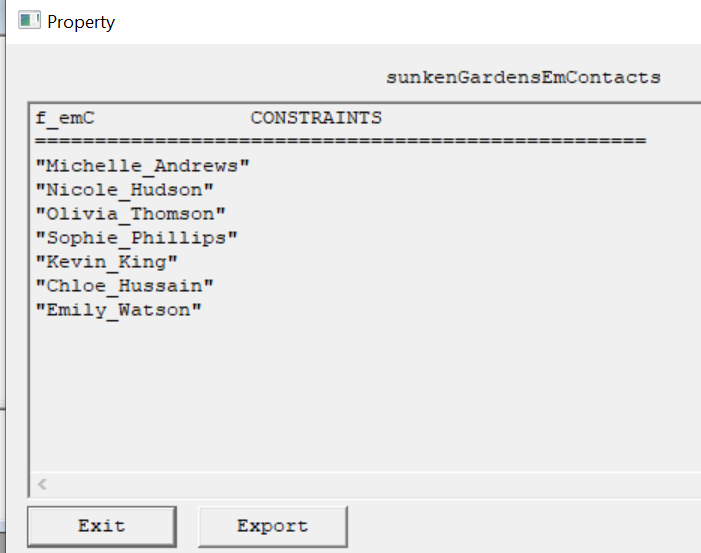 Property
sunkenGardensEmContacts
f_emC CONSTRAINTS
===================================================
"Michelle_Andrews"
"Nicole_Hudson"
"Olivia_Thomson"
"Sophie_Phillips"
"Kevin_King"
"Chloe_Hussain"
"Emily_Watson"
<
Exit Export